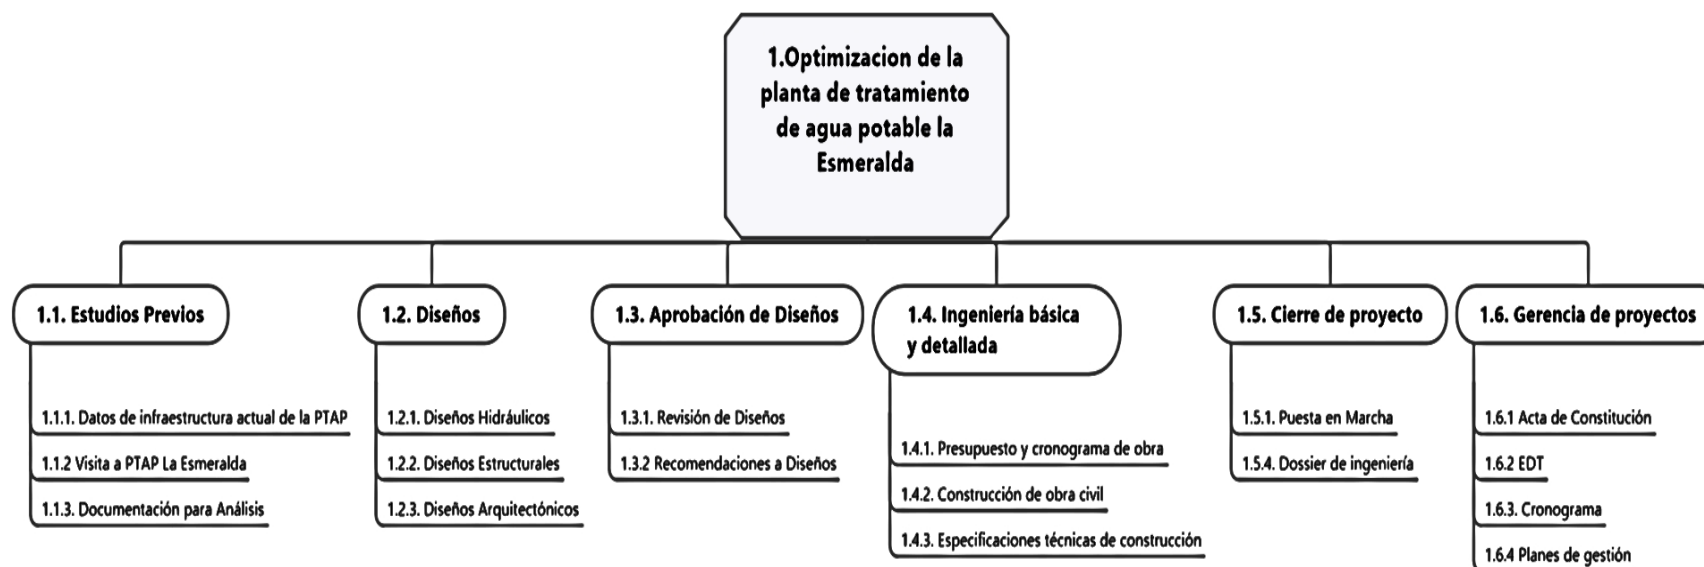 1.Optimizacion de la
planta de tratamiento
de agua potable la
Esmeralda
1.1. Estudios Previos
1.1.1. Datos de infraestructura actual de la PTAP
1.1.2 Visita a PTAP La Esmeralda
1.1.3. Documentación para Análisis
1.2. Diseños
1.2.1. Diseños Hidráulicos
1.2.2. Diseños Estructurales
1.2.3. Diseños Arquitectónicos
1.3. Aprobación de Diseños
1.3.1. Revisión de Diseños
1.3.2 Recomendaciones a Diseños
1.4. Ingeniería básica
y detallada
1.4.1. Presupuesto y cronograma de obra
1.4.2. Construcción de obra civil
1.4.3. Especificaciones técnicas de construcción
1.5. Cierre de proyecto
1.5.1. Puesta en Marcha
1.5.4. Dossier de ingeniería
1.6. Gerencia de proyectos
1.6.1 Acta de Constitución
1.6.2 EDT
1.6.3. Cronograma
1.6.4 Planes de gestión